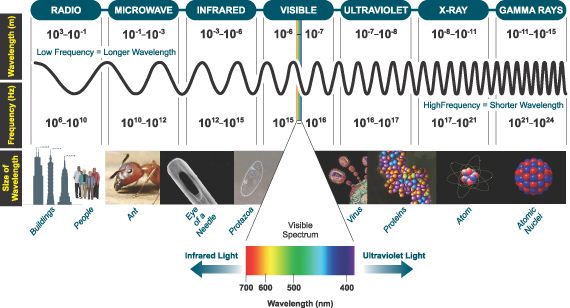 RADIO MICROWAVE INFRARED VISIBLE ULTRAVIOLET X-RAY GAMMA RAYS
Wavelength (m)
10³–10⁻¹ 10⁻¹–10⁻³ 10⁻³–10⁻⁶ 10⁻⁶ 10⁻⁷ 10⁻⁷–10⁻⁸ 10⁻⁸–10⁻¹¹ 10⁻¹¹–10⁻¹⁵
Low Frequency = Longer Wavelength
HighFrequency = Shorter Wavelength
Frequency (Hz)
10⁶–10¹⁰ 10¹⁰–10¹² 10¹²–10¹⁵ 10¹⁵ 10¹⁶ 10¹⁶–10¹⁷ 10¹⁷–10²¹ 10²¹–10²⁴
Size of
Wavelength
Buildings
People
Ant
Eye
of a
Needle
Protazoa
Virus
Proteins
Atom
Atomic
Nuclei
Visible
Spectrum
Infrared Light
Ultraviolet Light
700 600 500 400
Wavelength (nm)